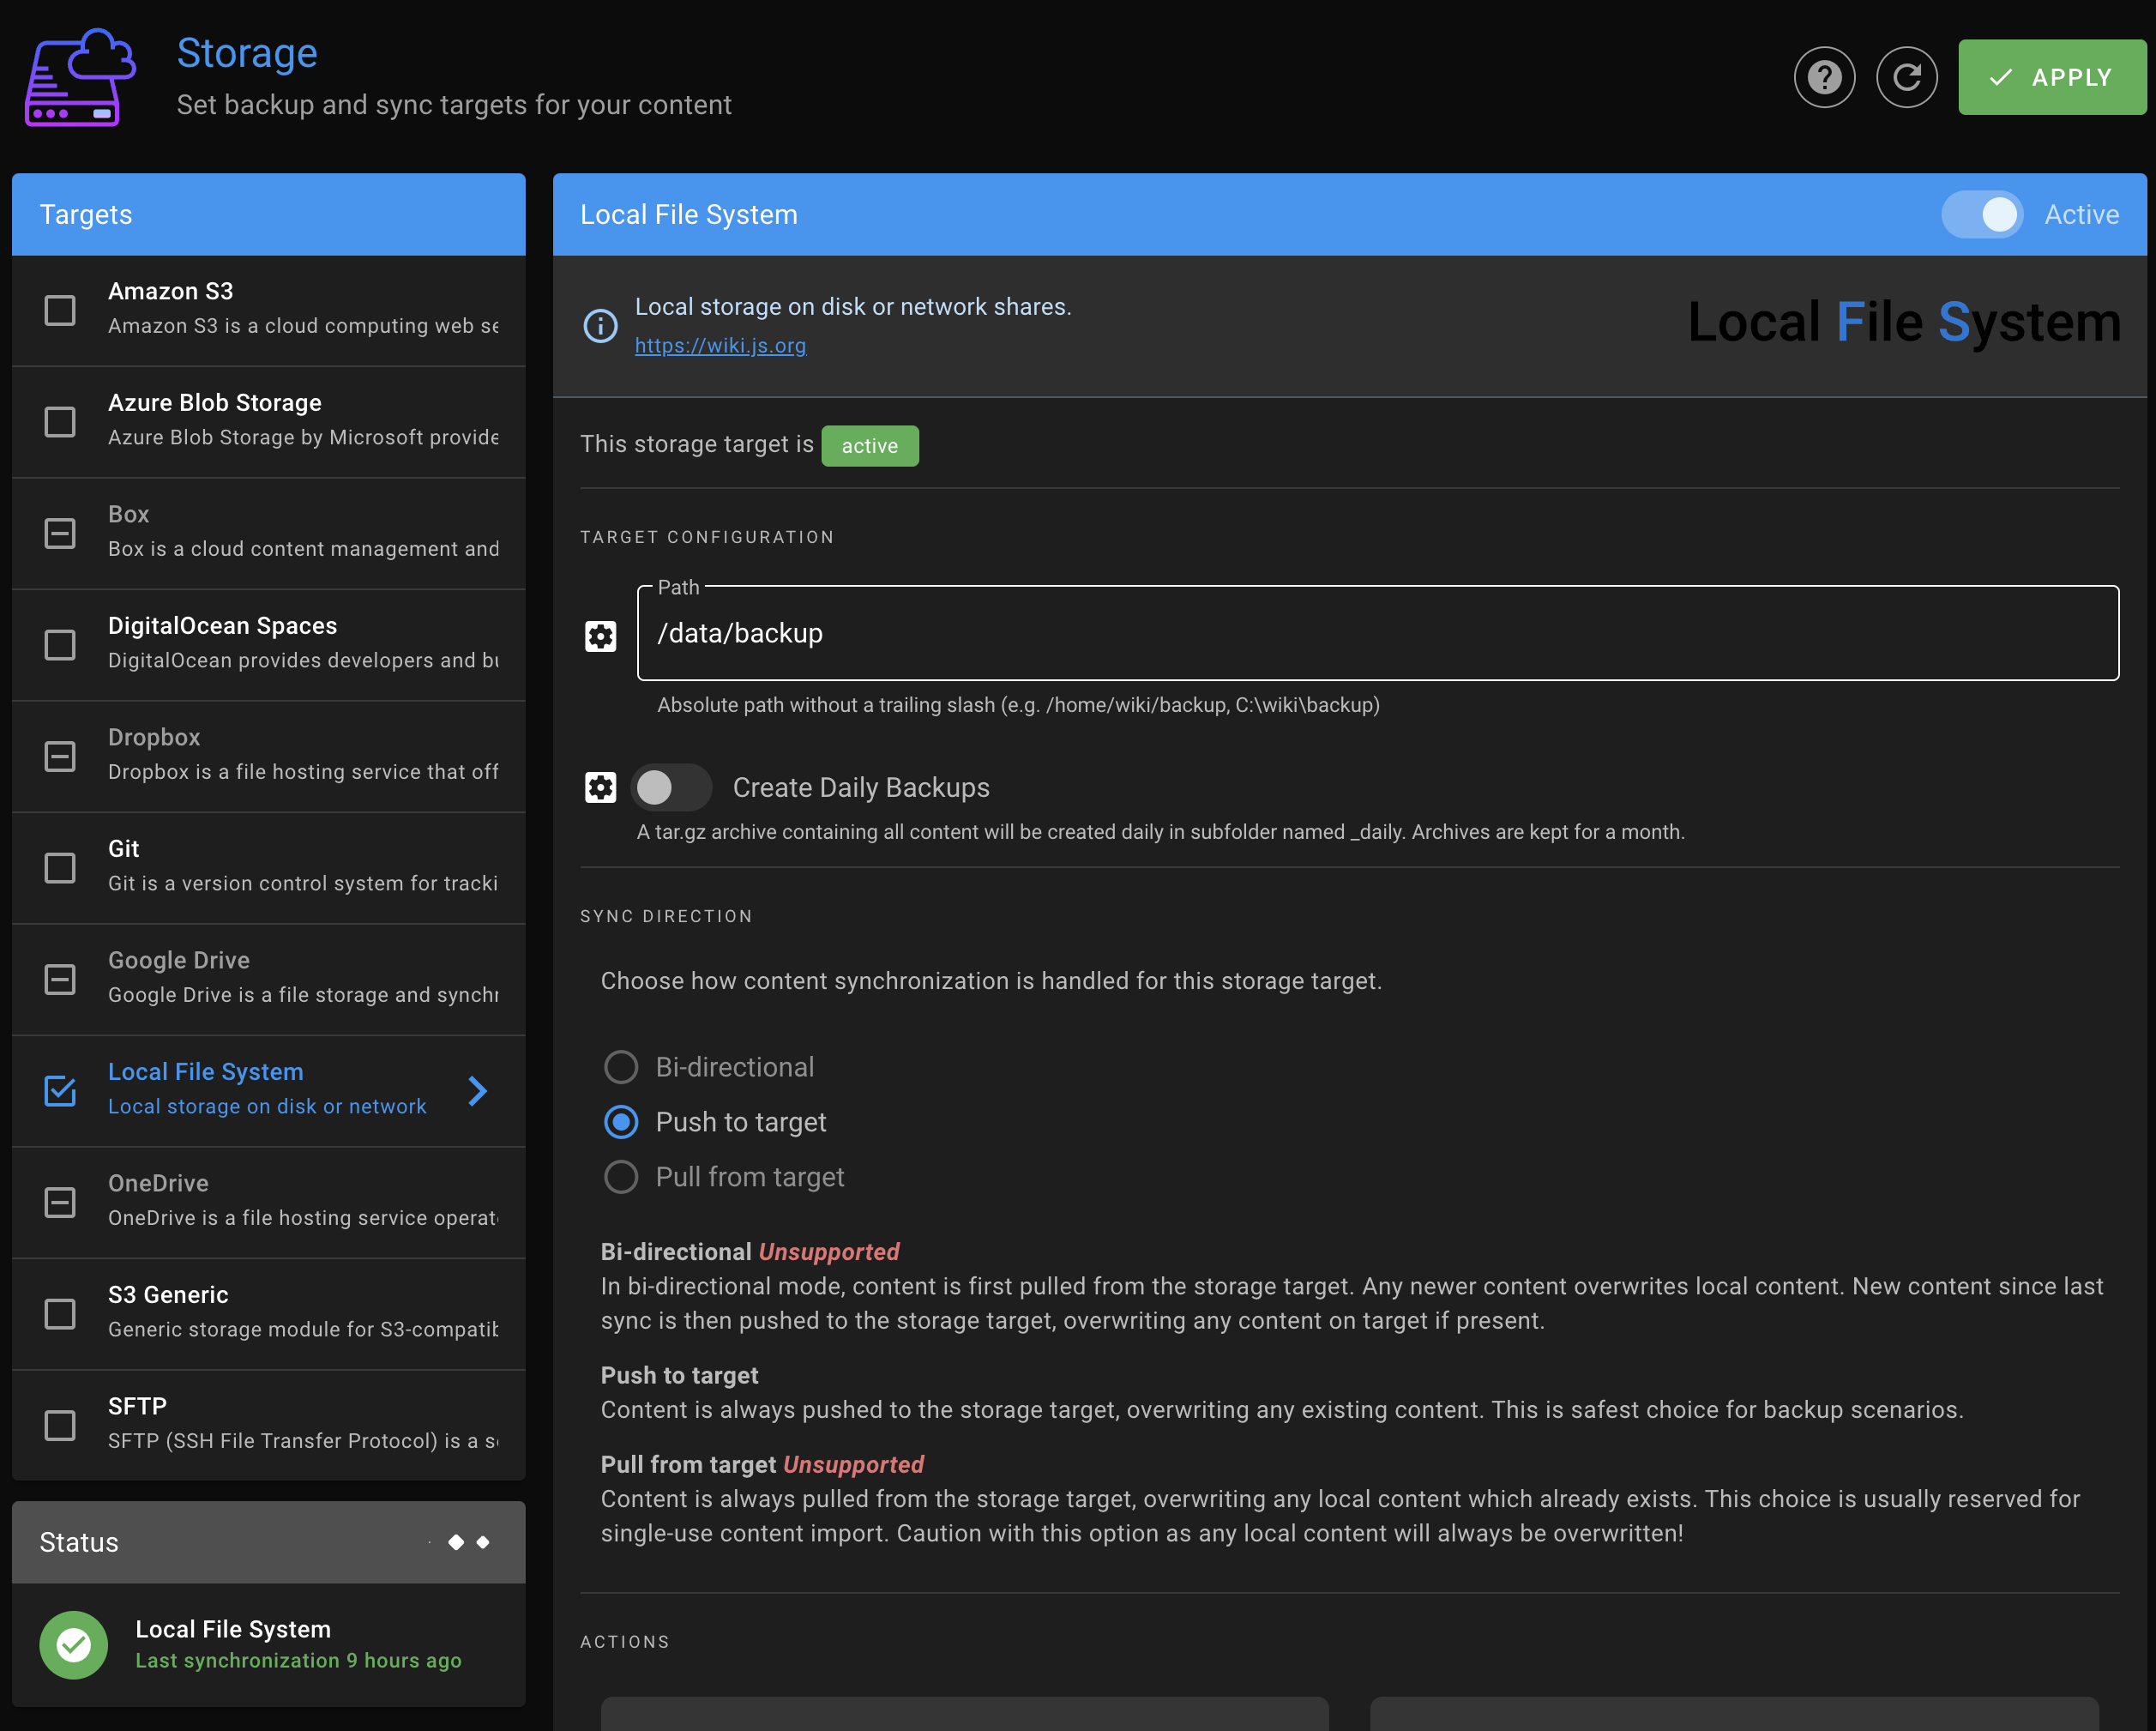 Storage
Set backup and sync targets for your content
APPLY
Targets
Amazon S3
Amazon S3 is a cloud computing web se
Azure Blob Storage
Azure Blob Storage by Microsoft provide
Box
Box is a cloud content management and
DigitalOcean Spaces
DigitalOcean provides developers and bu
Dropbox
Dropbox is a file hosting service that off
Git
Git is a version control system for tracki
Google Drive
Google Drive is a file storage and synchr
Local File System
Local storage on disk or network
OneDrive
OneDrive is a file hosting service operate
S3 Generic
Generic storage module for S3-compatib
SFTP
SFTP (SSH File Transfer Protocol) is a se
Status
Local File System
Last synchronization 9 hours ago
Local File System
Active
Local storage on disk or network shares.
https://wiki.js.org
Local File System
This storage target is active
TARGET CONFIGURATION
Path
/data/backup
Absolute path without a trailing slash (e.g. /home/wiki/backup, C:\wiki\backup)
Create Daily Backups
A tar.gz archive containing all content will be created daily in subfolder named _daily. Archives are kept for a month.
SYNC DIRECTION
Choose how content synchronization is handled for this storage target.
Bi-directional
Push to target
Pull from target
Bi-directional Unsupported
In bi-directional mode, content is first pulled from the storage target. Any newer content overwrites local content. New content since last
sync is then pushed to the storage target, overwriting any content on target if present.
Push to target
Content is always pushed to the storage target, overwriting any existing content. This is safest choice for backup scenarios.
Pull from target Unsupported
Content is always pulled from the storage target, overwriting any local content which already exists. This choice is usually reserved for
single-use content import. Caution with this option as any local content will always be overwritten!
ACTIONS